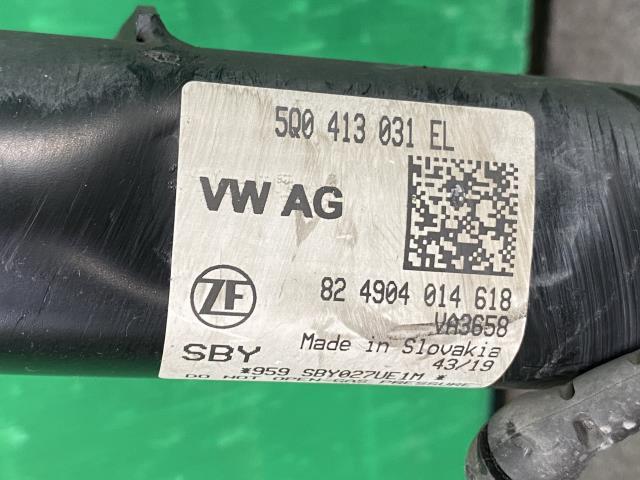 5Q0 413 031 EL
VW AG
ZF
82 4904 014 618
VA3658
SBY
Made in Slovakia
43/19
*959 SBY027VE1M *
DO NOT OPEN-GAS PRESSURE